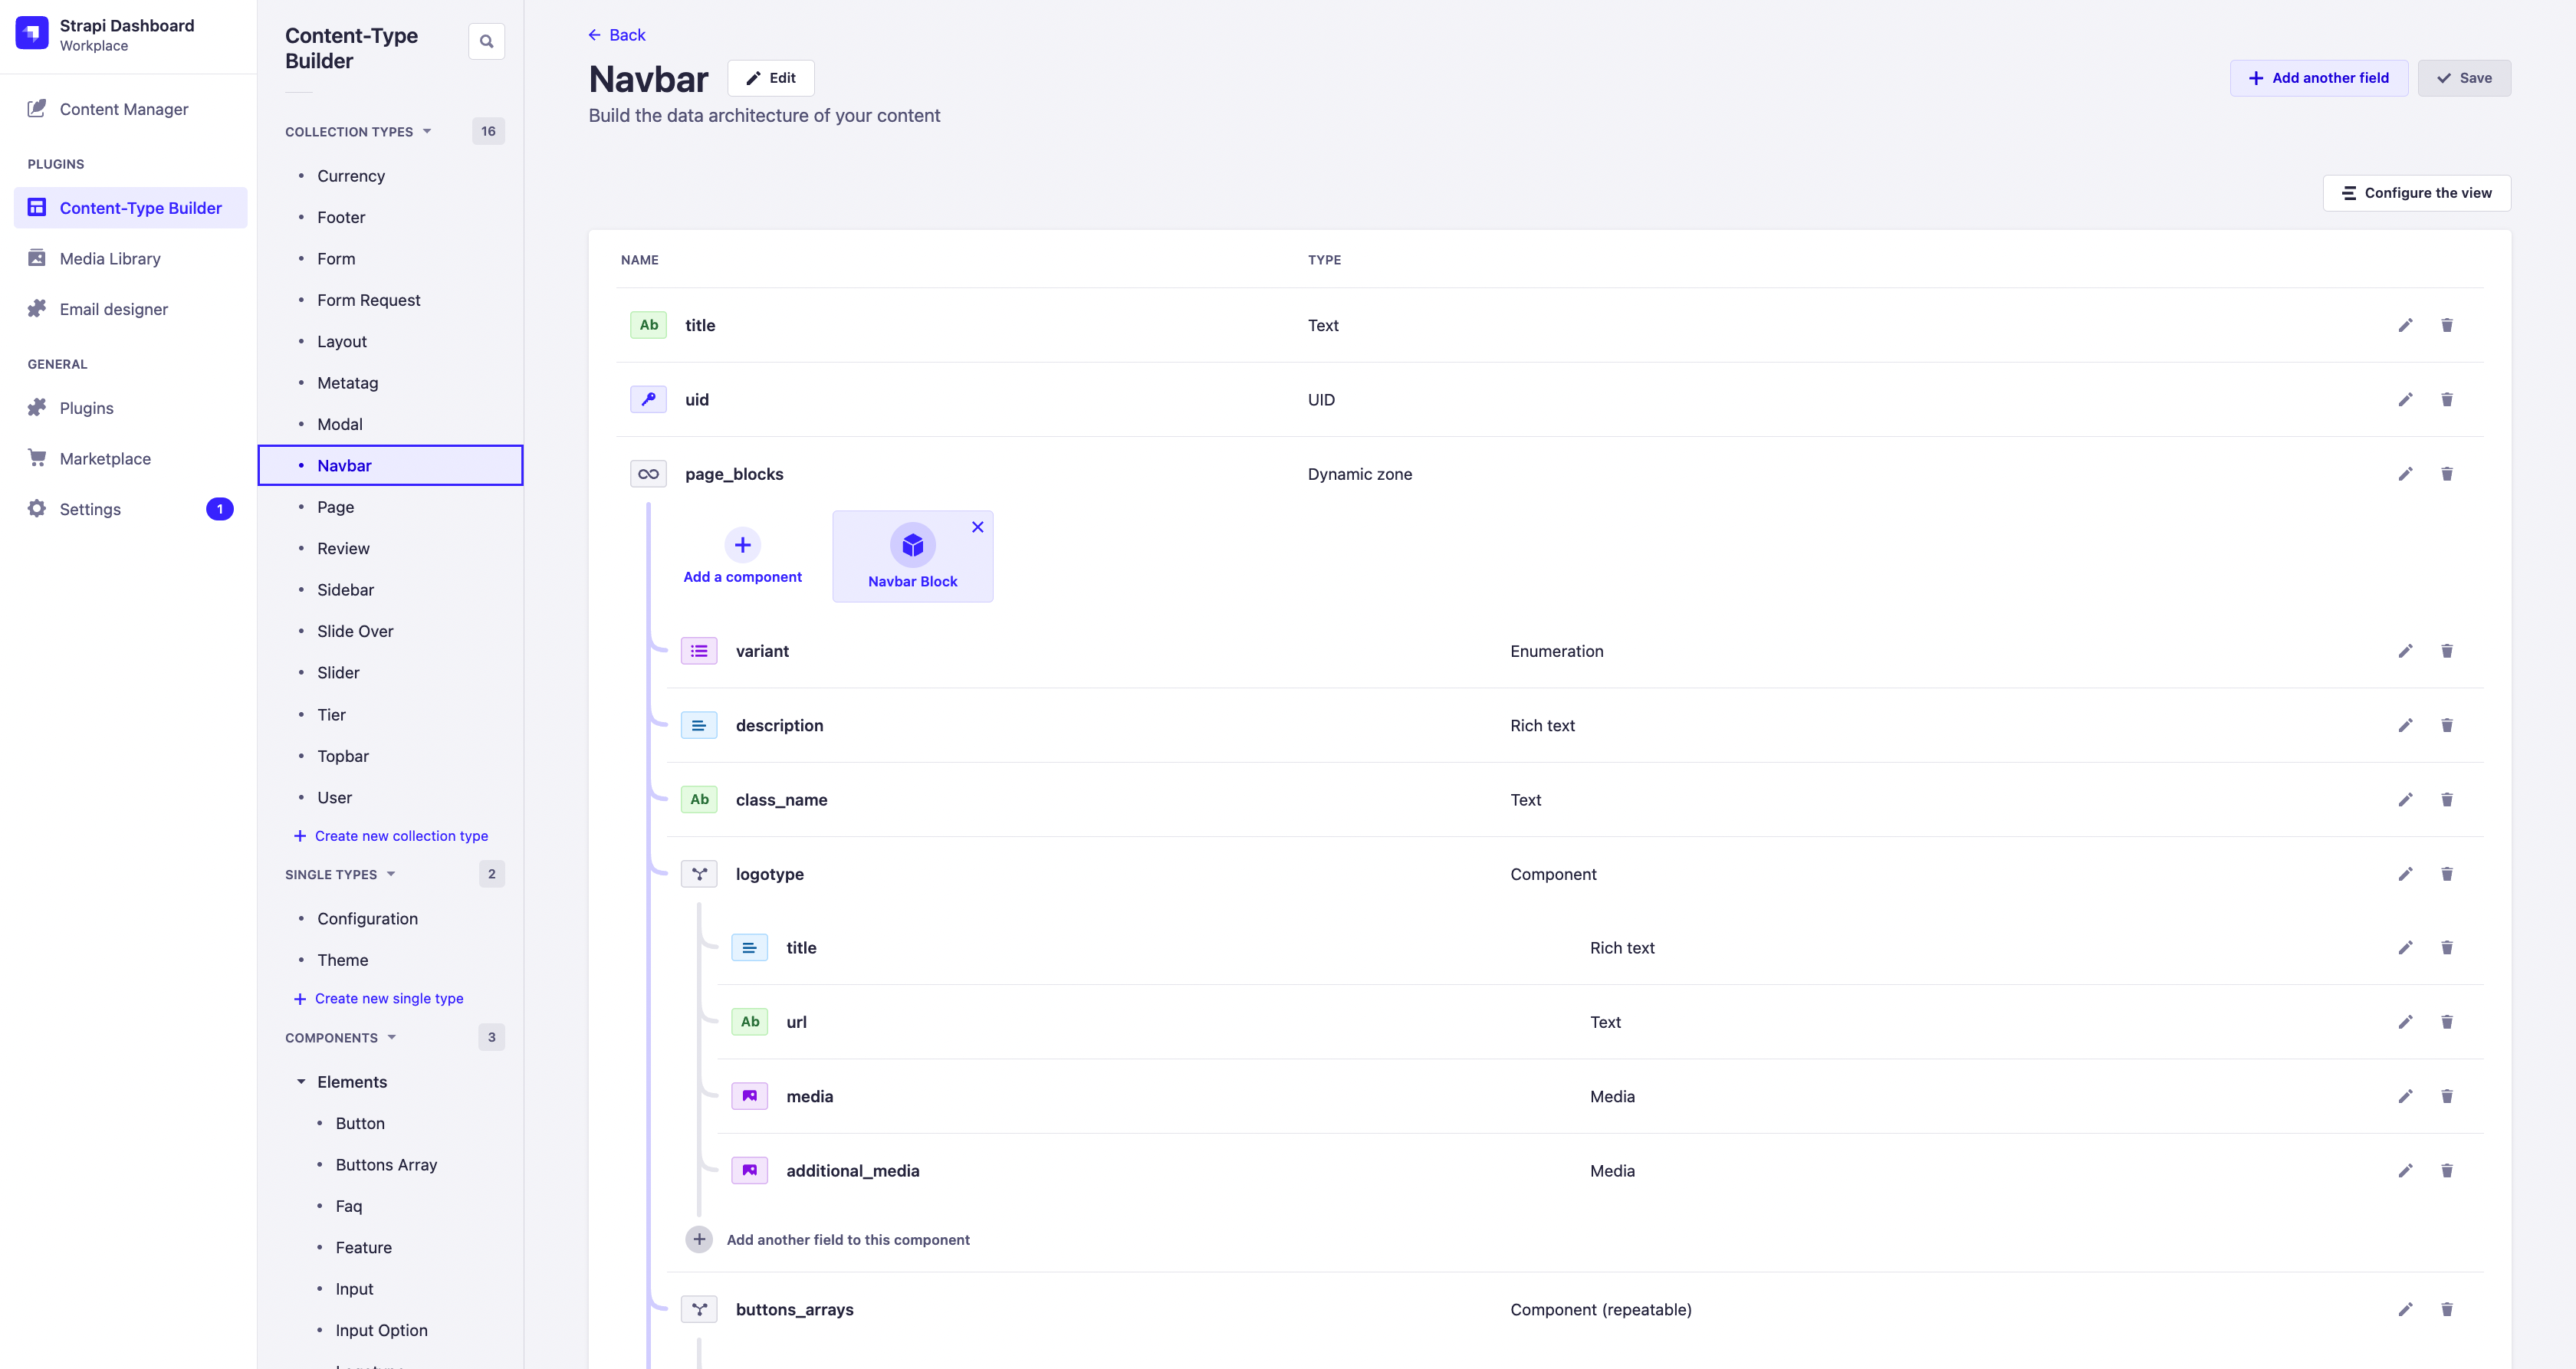 Strapi Dashboard
Workplace
Content Manager
PLUGINS
Content-Type Builder
Media Library
Email designer
GENERAL
Plugins
Marketplace
Settings
1
Content-Type
Builder
COLLECTION TYPES
16
Currency
Footer
Form
Form Request
Layout
Metatag
Modal
Navbar
Page
Review
Sidebar
Slide Over
Slider
Tier
Topbar
User
Create new collection type
SINGLE TYPES
2
Configuration
Theme
Create new single type
COMPONENTS
3
Elements
Button
Buttons Array
Faq
Feature
Input
Input Option
Back
Navbar
Edit
Build the data architecture of your content
Add another field
Save
Configure the view
NAME TYPE
Ab title Text
uid UID
page_blocks Dynamic zone
Add a component
Navbar Block
variant Enumeration
description Rich text
Ab class_name Text
logotype Component
title Rich text
Ab url Text
media Media
additional_media Media
Add another field to this component
buttons_arrays Component (repeatable)